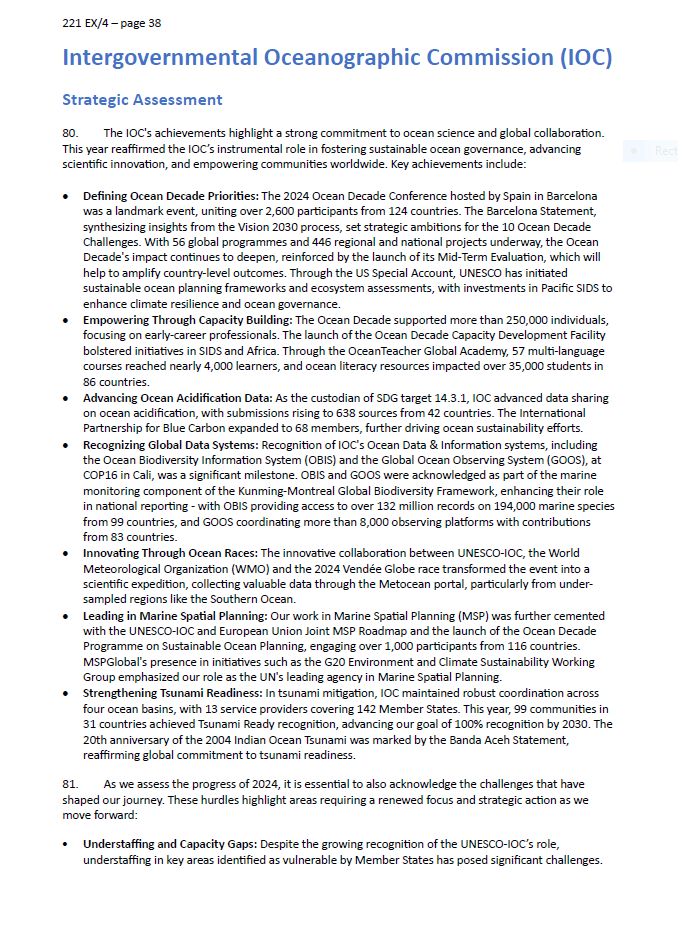 221 EX/4 – page 38
Intergovernmental Oceanographic Commission (IOC)
Strategic Assessment
80. The IOC's achievements highlight a strong commitment to ocean science and global collaboration.
This year reaffirmed the IOC's instrumental role in fostering sustainable ocean governance, advancing
scientific innovation, and empowering communities worldwide. Key achievements include:
• Defining Ocean Decade Priorities: The 2024 Ocean Decade Conference hosted by Spain in Barcelona
was a landmark event, uniting over 2,600 participants from 124 countries. The Barcelona Statement,
synthesizing insights from the Vision 2030 process, set strategic ambitions for the 10 Ocean Decade
Challenges. With 56 global programmes and 446 regional and national projects underway, the Ocean
Decade's impact continues to deepen, reinforced by the launch of its Mid-Term Evaluation, which will
help to amplify country-level outcomes. Through the US Special Account, UNESCO has initiated
sustainable ocean planning frameworks and ecosystem assessments, with investments in Pacific SIDS to
enhance climate resilience and ocean governance.
• Empowering Through Capacity Building: The Ocean Decade supported more than 250,000 individuals,
focusing on early-career professionals. The launch of the Ocean Decade Capacity Development Facility
bolstered initiatives in SIDS and Africa. Through the OceanTeacher Global Academy, 57 multi-language
courses reached nearly 4,000 learners, and ocean literacy resources impacted over 35,000 students in
86 countries.
• Advancing Ocean Acidification Data: As the custodian of SDG target 14.3.1, IOC advanced data sharing
on ocean acidification, with submissions rising to 638 sources from 42 countries. The International
Partnership for Blue Carbon expanded to 68 members, further driving ocean sustainability efforts.
• Recognizing Global Data Systems: Recognition of IOC's Ocean Data & Information systems, including
the Ocean Biodiversity Information System (OBIS) and the Global Ocean Observing System (GOOS), at
COP16 in Cali, was a significant milestone. OBIS and GOOS were acknowledged as part of the marine
monitoring component of the Kunming-Montreal Global Biodiversity Framework, enhancing their role
in national reporting - with OBIS providing access to over 132 million records on 194,000 marine species
from 99 countries, and GOOS coordinating more than 8,000 observing platforms with contributions
from 83 countries.
• Innovating Through Ocean Races: The innovative collaboration between UNESCO-IOC, the World
Meteorological Organization (WMO) and the 2024 Vendée Globe race transformed the event into a
scientific expedition, collecting valuable data through the Metocean portal, particularly from under-
sampled regions like the Southern Ocean.
• Leading in Marine Spatial Planning: Our work in Marine Spatial Planning (MSP) was further cemented
with the UNESCO-IOC and European Union Joint MSP Roadmap and the launch of the Ocean Decade
Programme on Sustainable Ocean Planning, engaging over 1,000 participants from 116 countries.
MSPGlobal's presence in initiatives such as the G20 Environment and Climate Sustainability Working
Group emphasized our role as the UN's leading agency in Marine Spatial Planning.
• Strengthening Tsunami Readiness: In tsunami mitigation, IOC maintained robust coordination across
four ocean basins, with 13 service providers covering 142 Member States. This year, 99 communities in
31 countries achieved Tsunami Ready recognition, advancing our goal of 100% recognition by 2030. The
20th anniversary of the 2004 Indian Ocean Tsunami was marked by the Banda Aceh Statement,
reaffirming global commitment to tsunami readiness.
81. As we assess the progress of 2024, it is essential to also acknowledge the challenges that have
shaped our journey. These hurdles highlight areas requiring a renewed focus and strategic action as we
move forward:
• Understaffing and Capacity Gaps: Despite the growing recognition of the UNESCO-IOC's role,
understaffing in key areas identified as vulnerable by Member States has posed significant challenges.
Rect